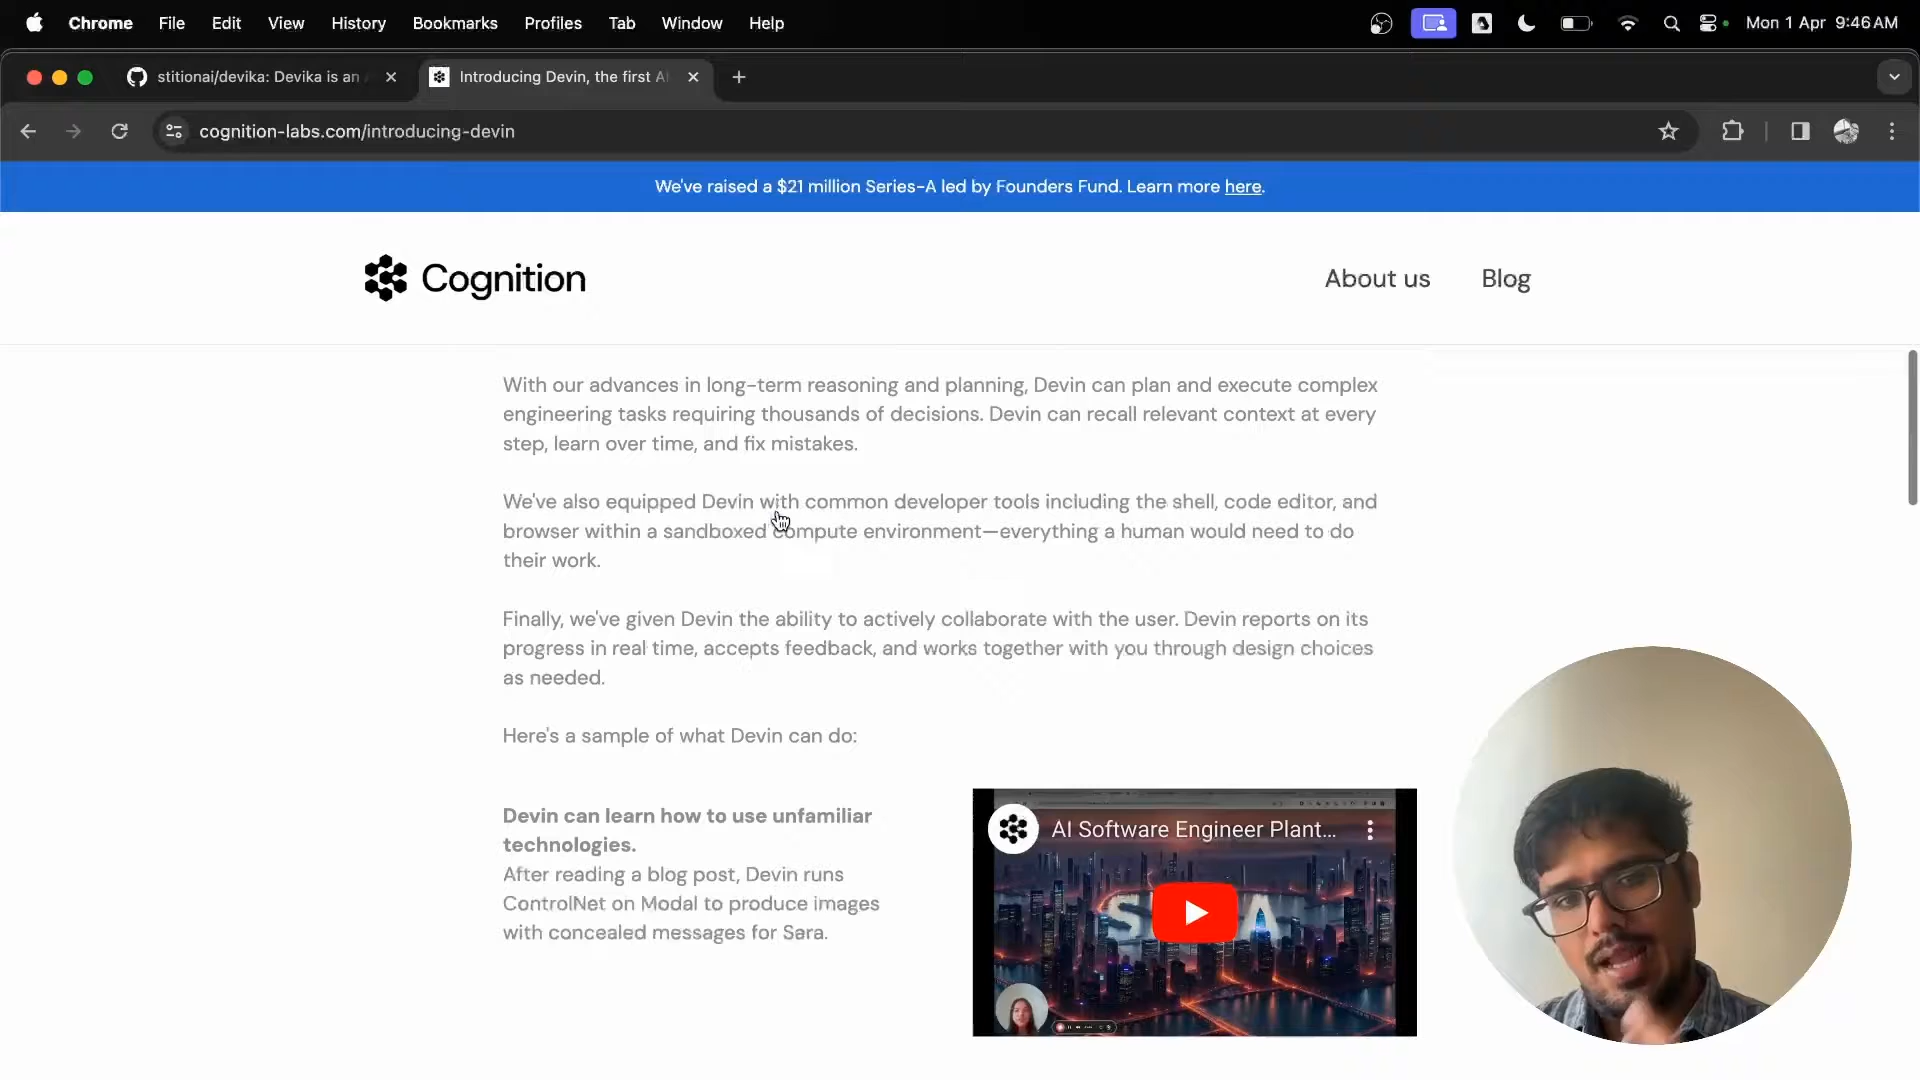 Chrome File Edit View History Bookmarks Profiles Tab Window Help Mon 1 Apr 9:46 AM
stitionai/devika: Devika is an
Introducing Devin, the first AI
cognition-labs.com/introducing-devin
We've raised a $21 million Series-A led by Founders Fund. Learn more here.
Cognition
About us Blog
With our advances in long-term reasoning and planning, Devin can plan and execute complex
engineering tasks requiring thousands of decisions. Devin can recall relevant context at every
step, learn over time, and fix mistakes.
We've also equipped Devin with common developer tools including the shell, code editor, and
browser within a sandboxed compute environment—everything a human would need to do
their work.
Finally, we've given Devin the ability to actively collaborate with the user. Devin reports on its
progress in real time, accepts feedback, and works together with you through design choices
as needed.
Here's a sample of what Devin can do:
Devin can learn how to use unfamiliar
technologies.
After reading a blog post, Devin runs
ControlNet on Modal to produce images
with concealed messages for Sara.
AI Software Engineer Plant...